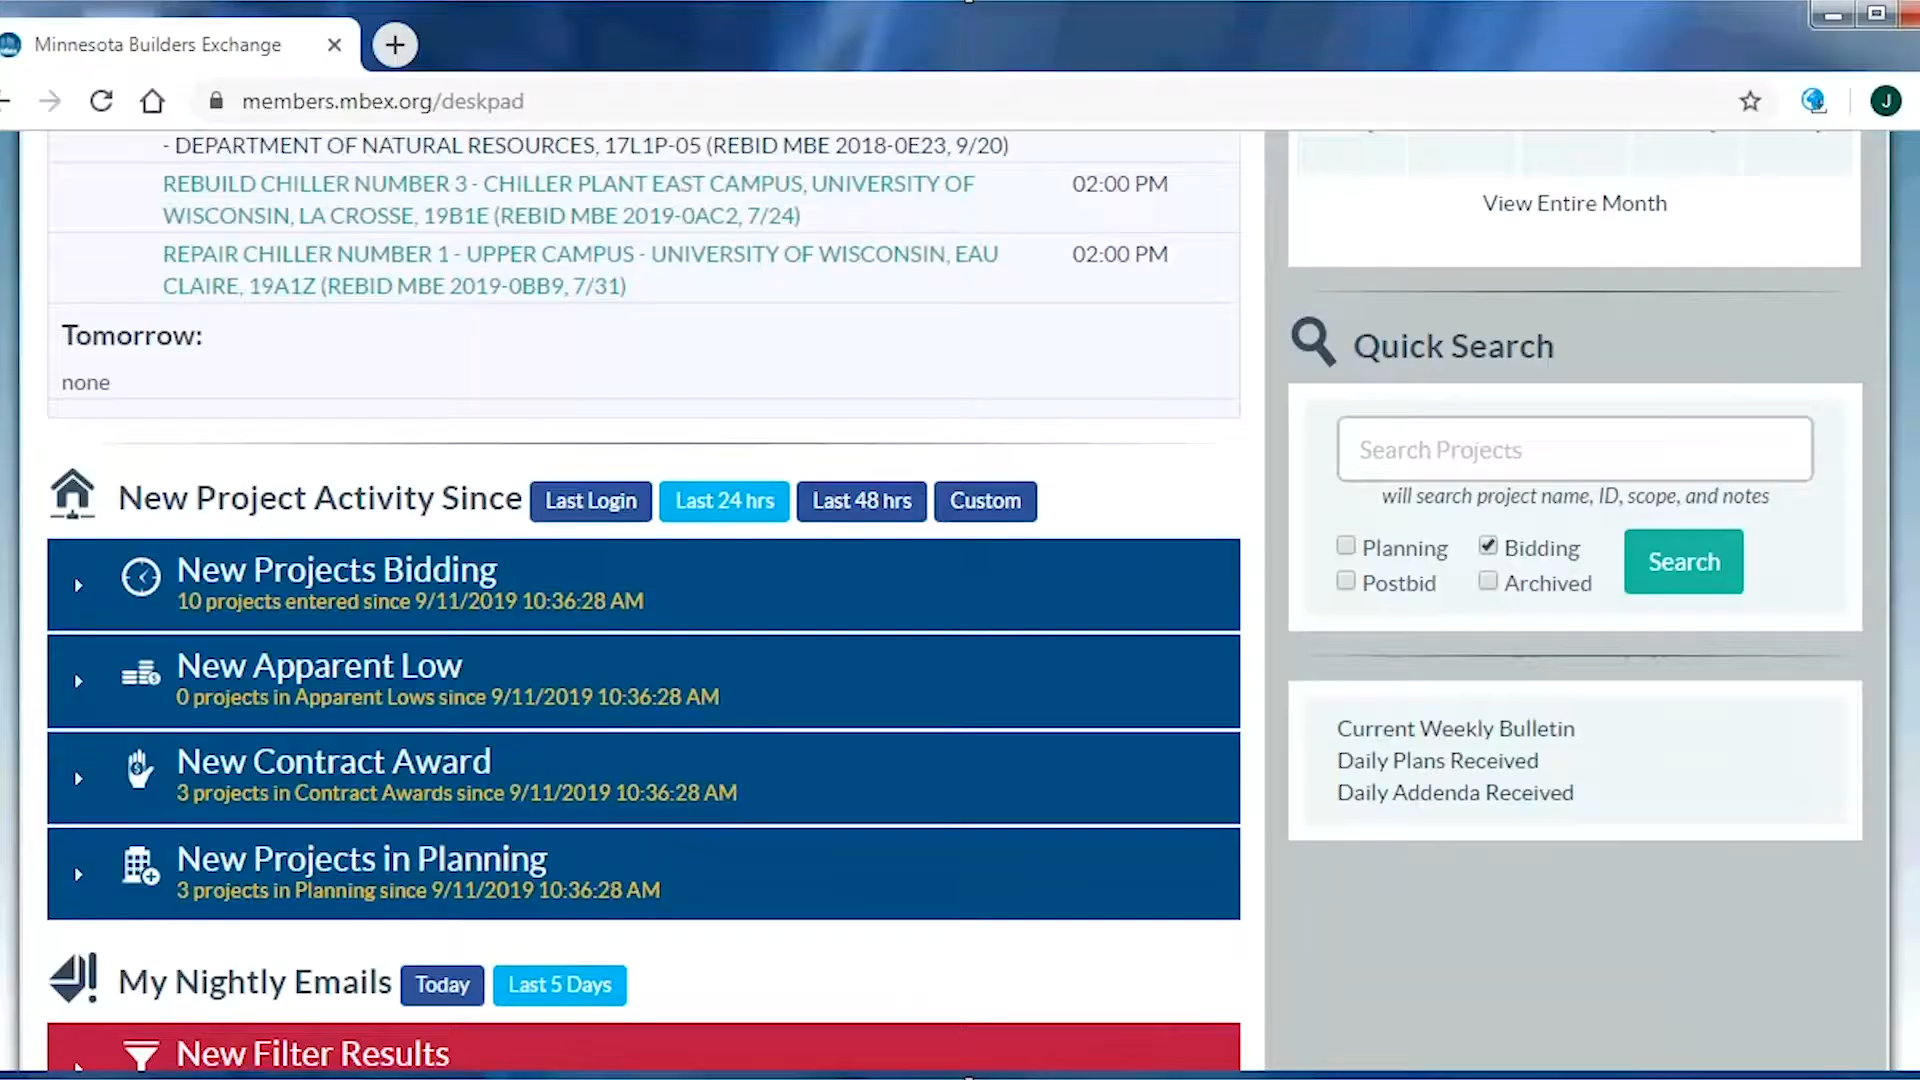 Minnesota Builders Exchange
members.mbex.org/deskpad
J
- DEPARTMENT OF NATURAL RESOURCES, 17L1P-05 (REBID MBE 2018-0E23, 9/20)
REBUILD CHILLER NUMBER 3 - CHILLER PLANT EAST CAMPUS, UNIVERSITY OF 02:00 PM
WISCONSIN, LA CROSSE, 19B1E (REBID MBE 2019-0AC2, 7/24)
REPAIR CHILLER NUMBER 1 - UPPER CAMPUS - UNIVERSITY OF WISCONSIN, EAU 02:00 PM
CLAIRE, 19A1Z (REBID MBE 2019-0BB9, 7/31)
Tomorrow:
none
New Project Activity Since Last Login Last 24 hrs Last 48 hrs Custom
New Projects Bidding
10 projects entered since 9/11/2019 10:36:28 AM
New Apparent Low
0 projects in Apparent Lows since 9/11/2019 10:36:28 AM
New Contract Award
3 projects in Contract Awards since 9/11/2019 10:36:28 AM
New Projects in Planning
3 projects in Planning since 9/11/2019 10:36:28 AM
My Nightly Emails Today Last 5 Days
New Filter Results
View Entire Month
Quick Search
Search Projects
will search project name, ID, scope, and notes
Planning Bidding
Postbid Archived
Search
Current Weekly Bulletin
Daily Plans Received
Daily Addenda Received